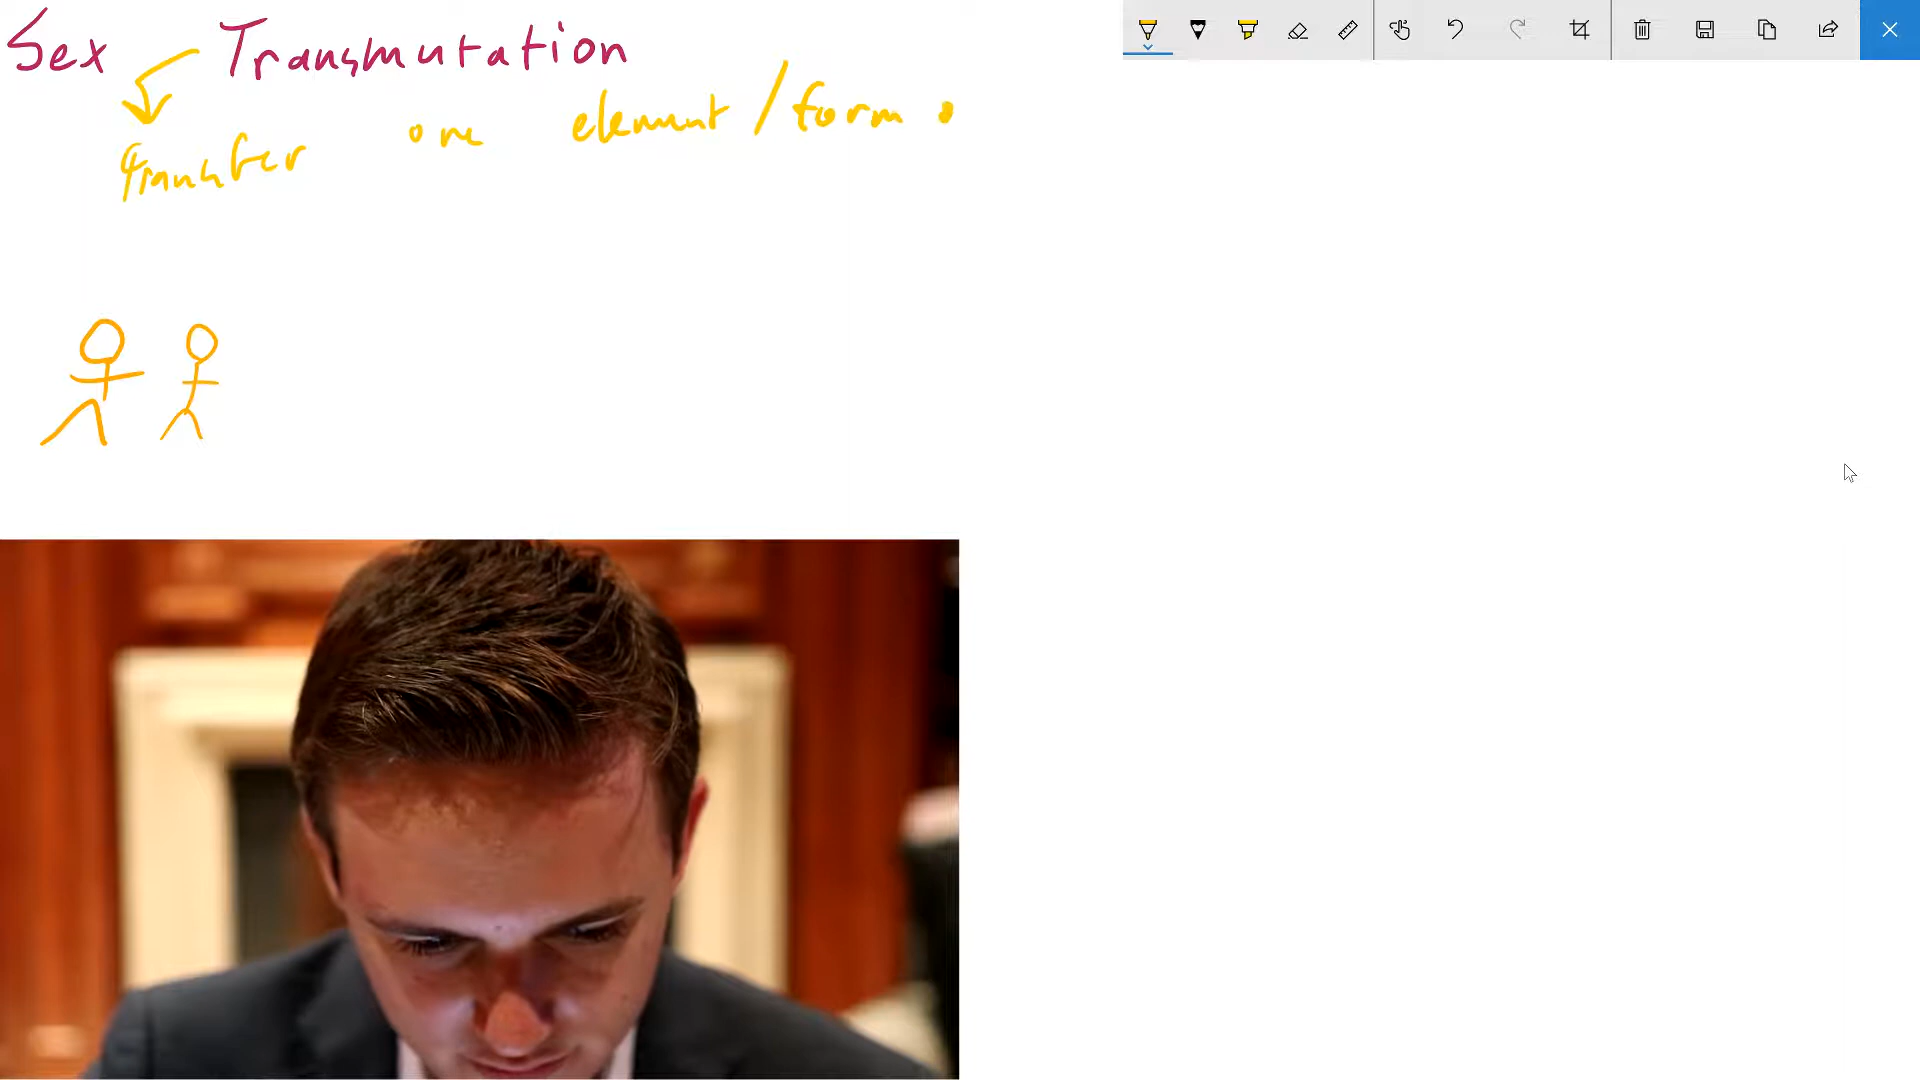 Sex Transmutation
Transfer one element / form